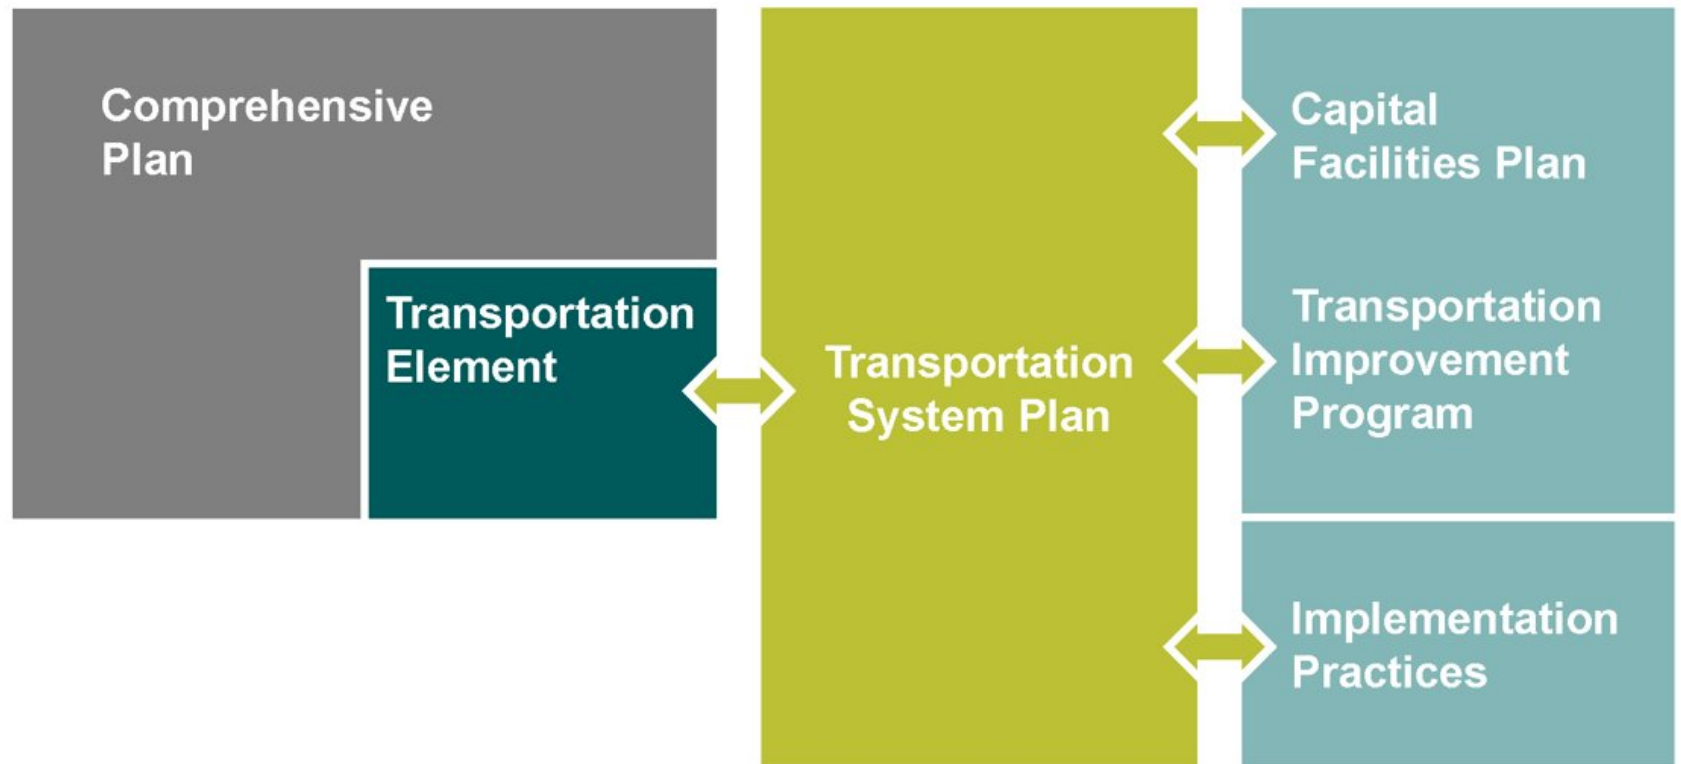 Comprehensive
Plan
Transportation
Element
Transportation
System Plan
Capital
Facilities Plan
Transportation
Improvement
Program
Implementation
Practices